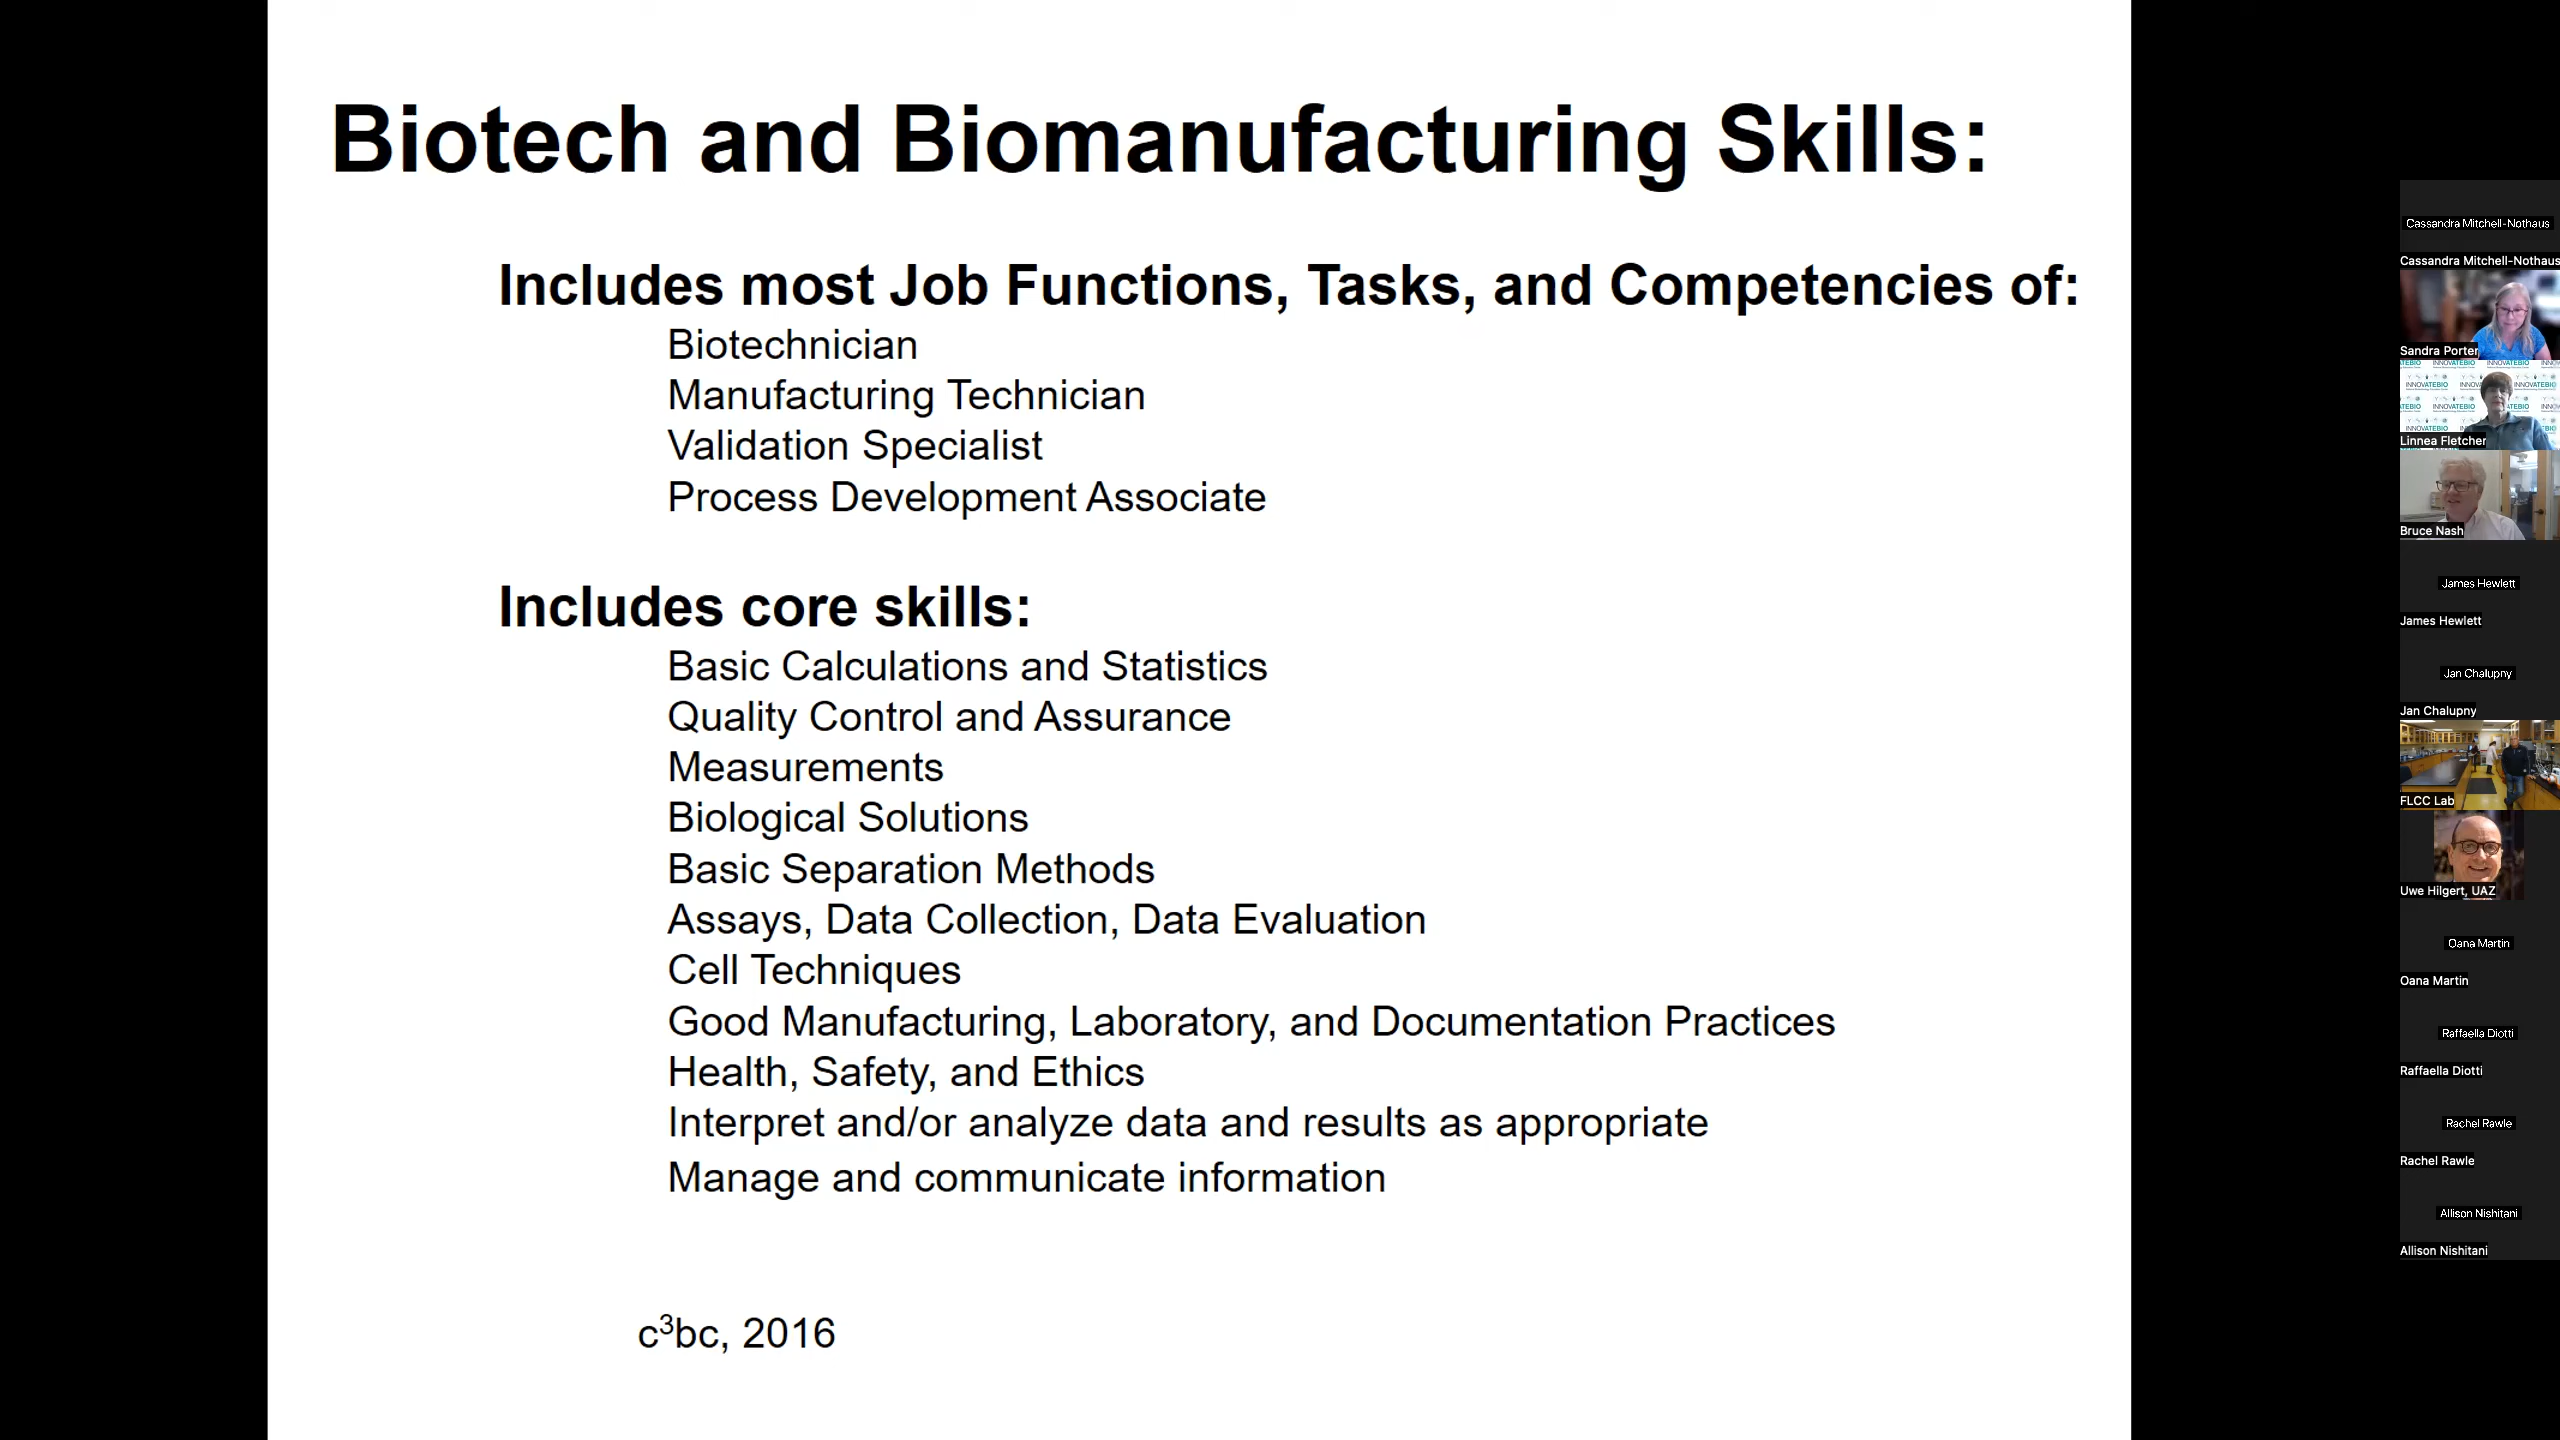 Biotech and Biomanufacturing Skills:
Includes most Job Functions, Tasks, and Competencies of:
Biotechnician
Manufacturing Technician
Validation Specialist
Process Development Associate
Includes core skills:
Basic Calculations and Statistics
Quality Control and Assurance
Measurements
Biological Solutions
Basic Separation Methods
Assays, Data Collection, Data Evaluation
Cell Techniques
Good Manufacturing, Laboratory, and Documentation Practices
Health, Safety, and Ethics
Interpret and/or analyze data and results as appropriate
Manage and communicate information
c³bc, 2016
Cassandra Mitchell-Nothaus
Cassandra Mitchell-Nothaus
Sandra Porter
INNOVATEBIO
INNOVATEBIO
INNOVATEBIO
INNOVATEBIO
Linnea Fletcher
Bruce Nash
James Hewlett
James Hewlett
Jan Chalupny
Jan Chalupny
FLCC Lab
Uwe Hilgert, UAZ
Oana Martin
Oana Martin
Raffaella Diotti
Raffaella Diotti
Rachel Rawle
Rachel Rawle
Allison Nishitani
Allison Nishitani